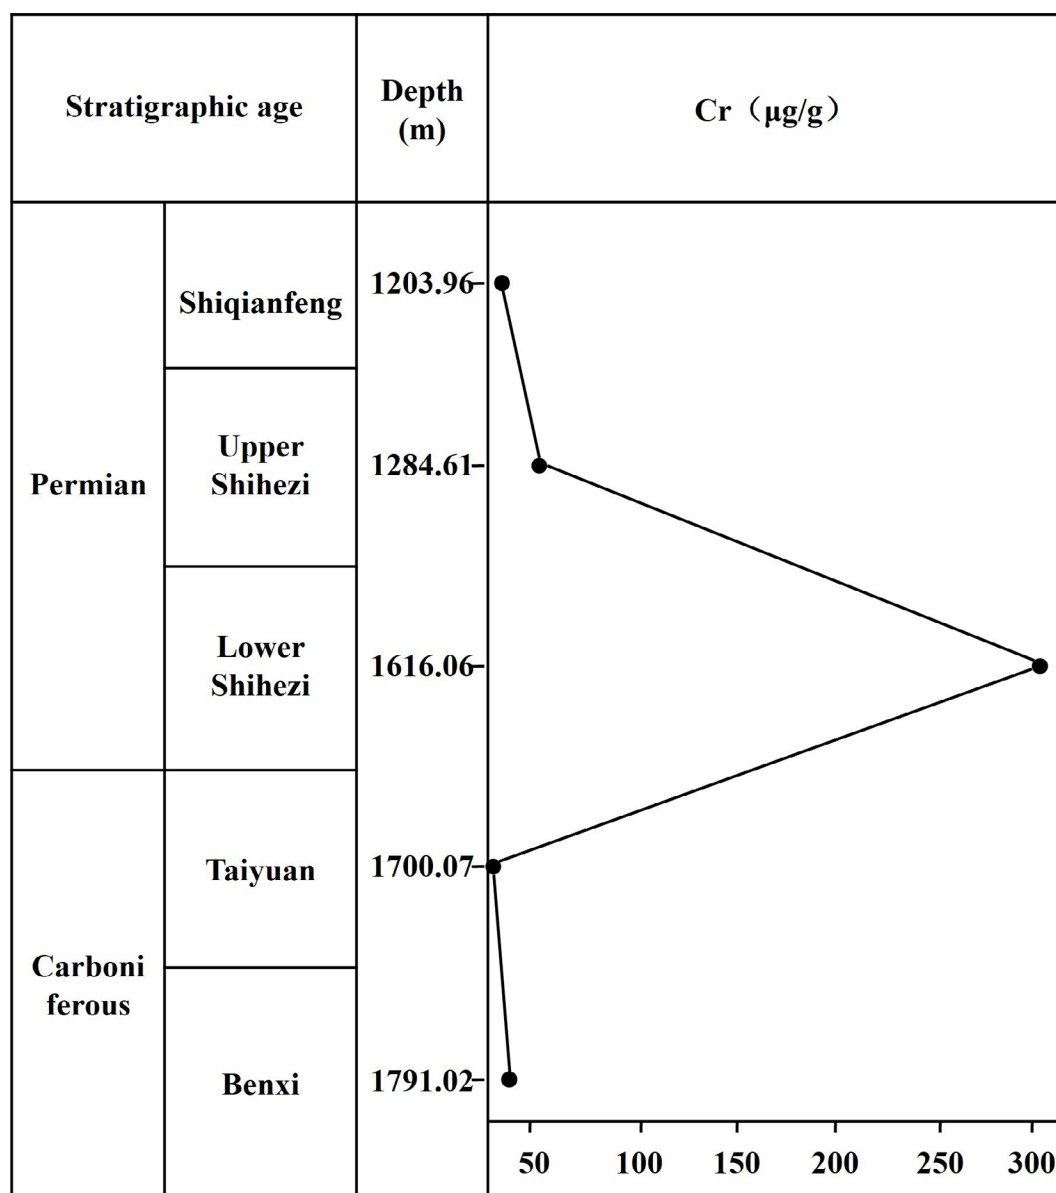 Stratigraphic age
Depth
(m)
Cr（μg/g）
Permian
Shiqianfeng
1203.96
Upper
Shihezi
1284.61
Lower
Shihezi
1616.06
Carboni
ferous
Taiyuan
1700.07
Benxi
1791.02
50 100 150 200 250 300